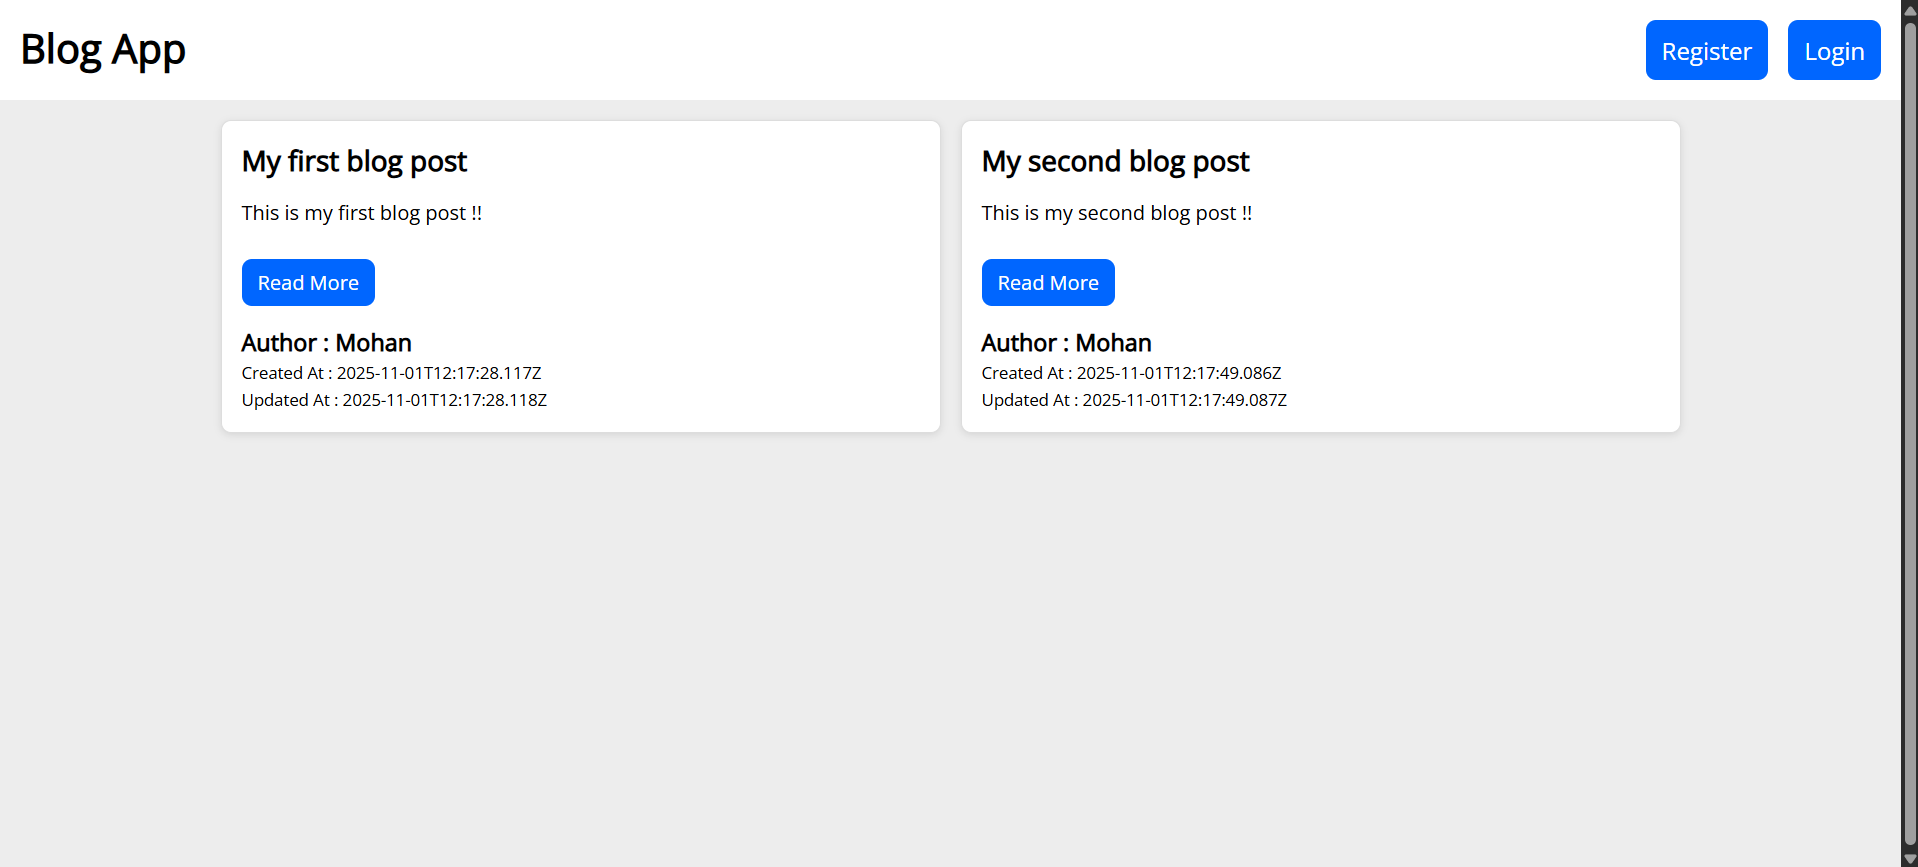 Blog App
Register
Login
My first blog post
This is my first blog post !!
Read More
Author : Mohan
Created At : 2025-11-01T12:17:28.117Z
Updated At : 2025-11-01T12:17:28.118Z
My second blog post
This is my second blog post !!
Read More
Author : Mohan
Created At : 2025-11-01T12:17:49.086Z
Updated At : 2025-11-01T12:17:49.087Z